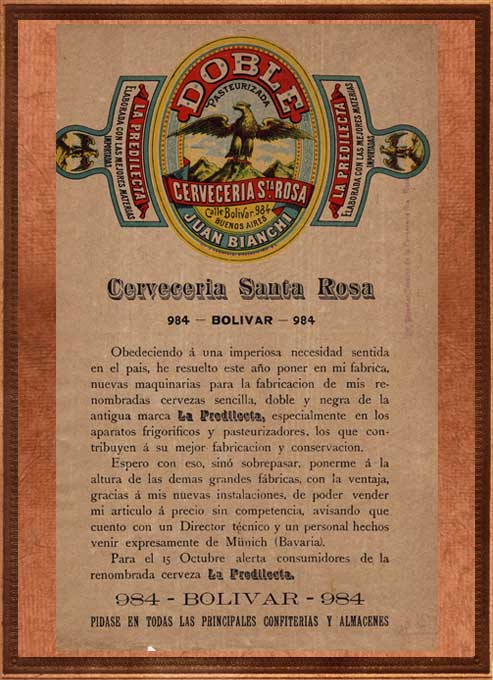 DOBLE
PASTEURIZADA
LA PREDILECTA
ELABORADA CON LAS MEJORES MATERIAS
IMPORTADAS
LA PREDILECTA
ELABORADA CON LAS MEJORES MATERIAS
IMPORTADAS
CERVECERIA STA ROSA
Calle Bolivar 984
BUENOS AIRES
JUAN BIANCHI
Cerveceria Santa Rosa
984 — BOLIVAR — 984
Obedeciendo á una imperiosa necesidad sentida
en el pais, he resuelto este año poner en mi fabrica,
nuevas maquinarias para la fabricacion de mis re-
nombradas cervezas sencilla, doble y negra de la
antigua marca La Predilecta, especialmente en los
aparatos frigorificos y pasteurizadores, los que con-
tribuyen á su mejor fabricacion y conservacion.
Espero con eso, sinó sobrepasar, ponerme á la
altura de las demas grandes fábricas, con la ventaja,
gracias á mis nuevas instalaciones, de poder vender
mi articulo á precio sin competencia, avisando que
cuento con un Director técnico y un personal hechos
venir expresamente de Münich (Bavaria).
Para el 15 Octubre alerta consumidores de la
renombrada cerveza La Predilecta.
984 - BOLIVAR - 984
PIDASE EN TODAS LAS PRINCIPALES CONFITERIAS Y ALMACENES